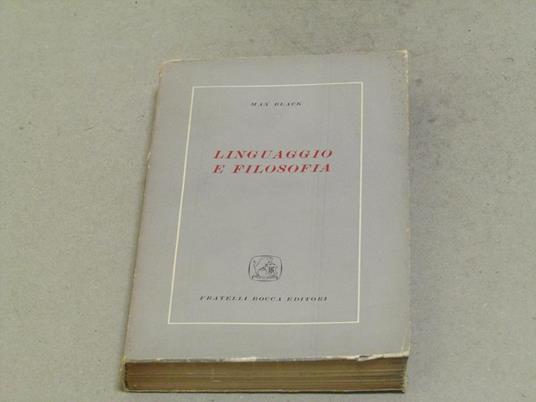 MAX BLACK
LINGUAGGIO
E FILOSOFIA
FRATELLI BOCCA EDITORI